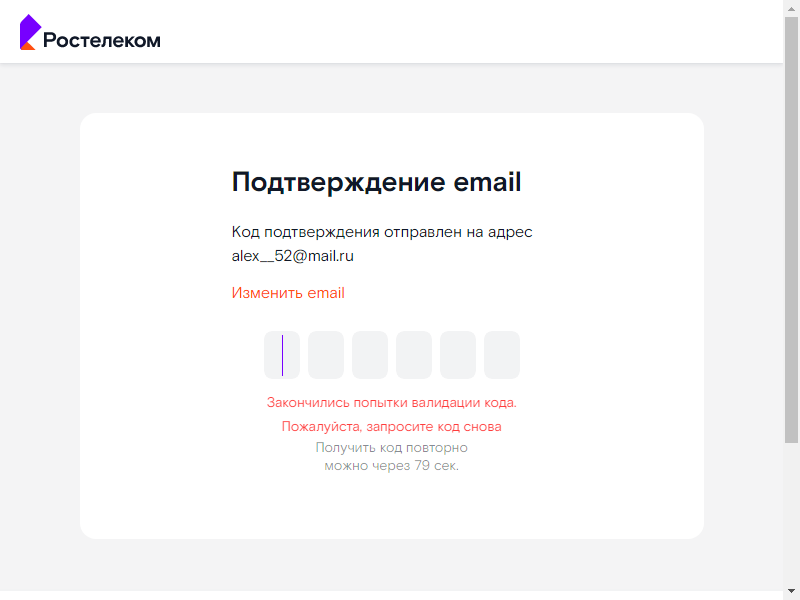 Ростелеком
Подтверждение email
Код подтверждения отправлен на адрес
alex__52@mail.ru
Изменить email
Закончились попытки валидации кода.
Пожалуйста, запросите код снова
Получить код повторно
можно через 79 сек.